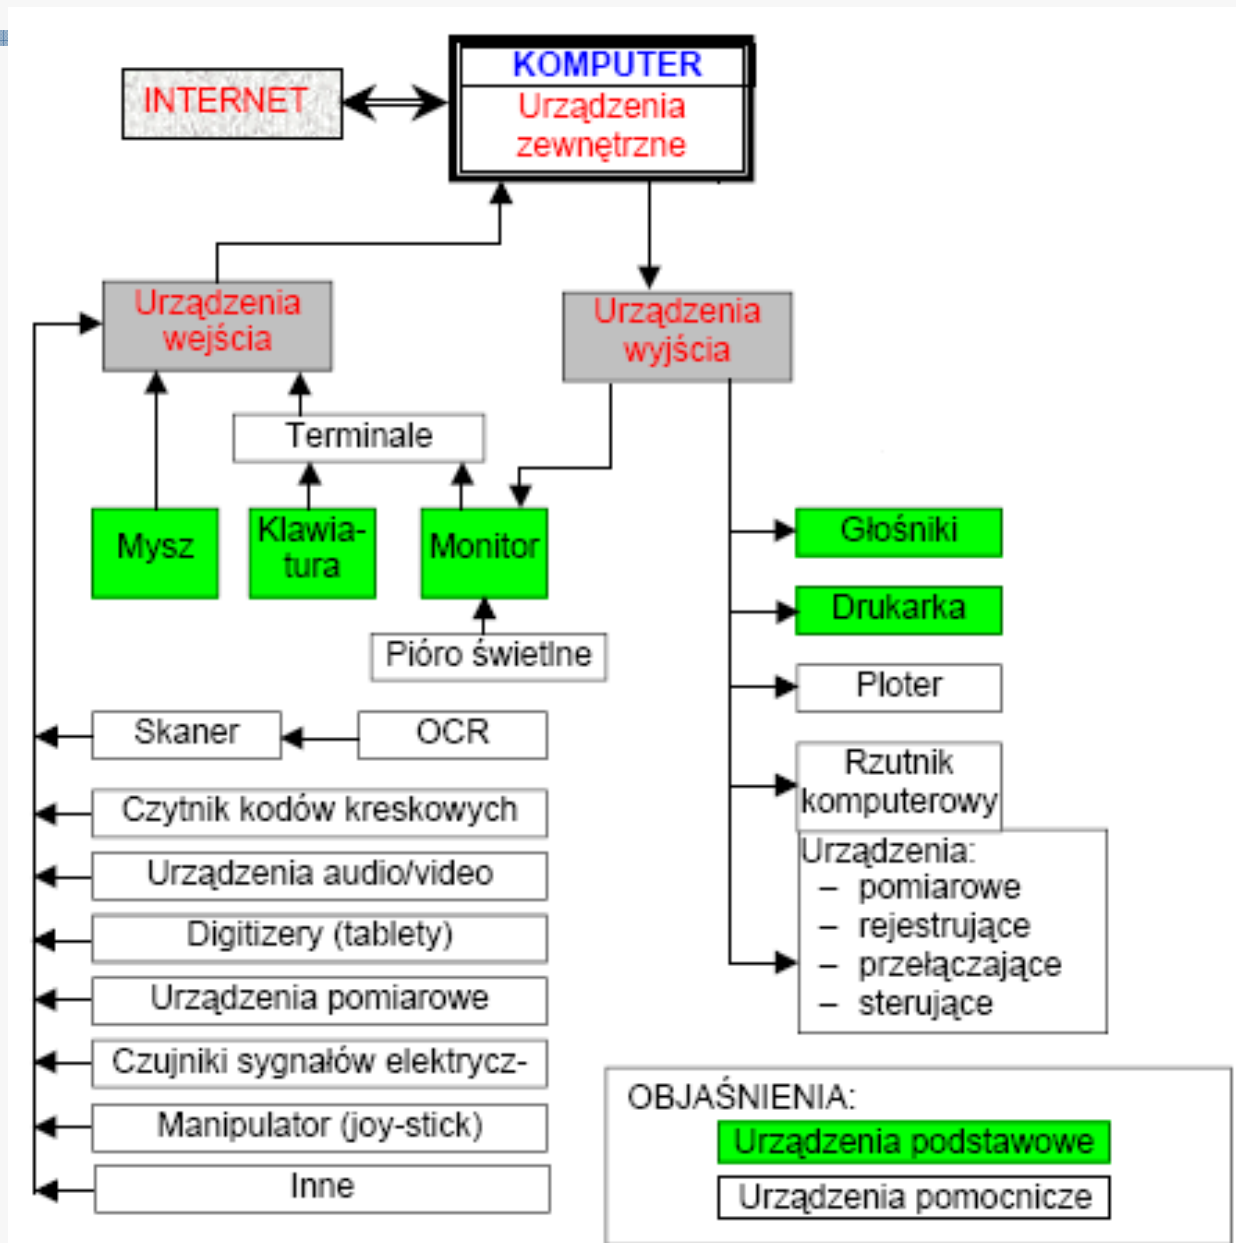 KOMPUTER
INTERNET
Urządzenia
zewnętrzne
Urządzenia
wejścia
Urządzenia
wyjścia
Terminale
Mysz
Klawia-
tura
Monitor
Pióro świetlne
Głośniki
Drukarka
Ploter
Rzutnik
komputerowy
Urządzenia:
– pomiarowe
– rejestrujące
– przełączające
– sterujące
Skaner
OCR
Czytnik kodów kreskowych
Urządzenia audio/video
Digitizery (tablety)
Urządzenia pomiarowe
Czujniki sygnałów elektrycz-
Manipulator (joy-stick)
Inne
OBJAŚNIENIA:
Urządzenia podstawowe
Urządzenia pomocnicze